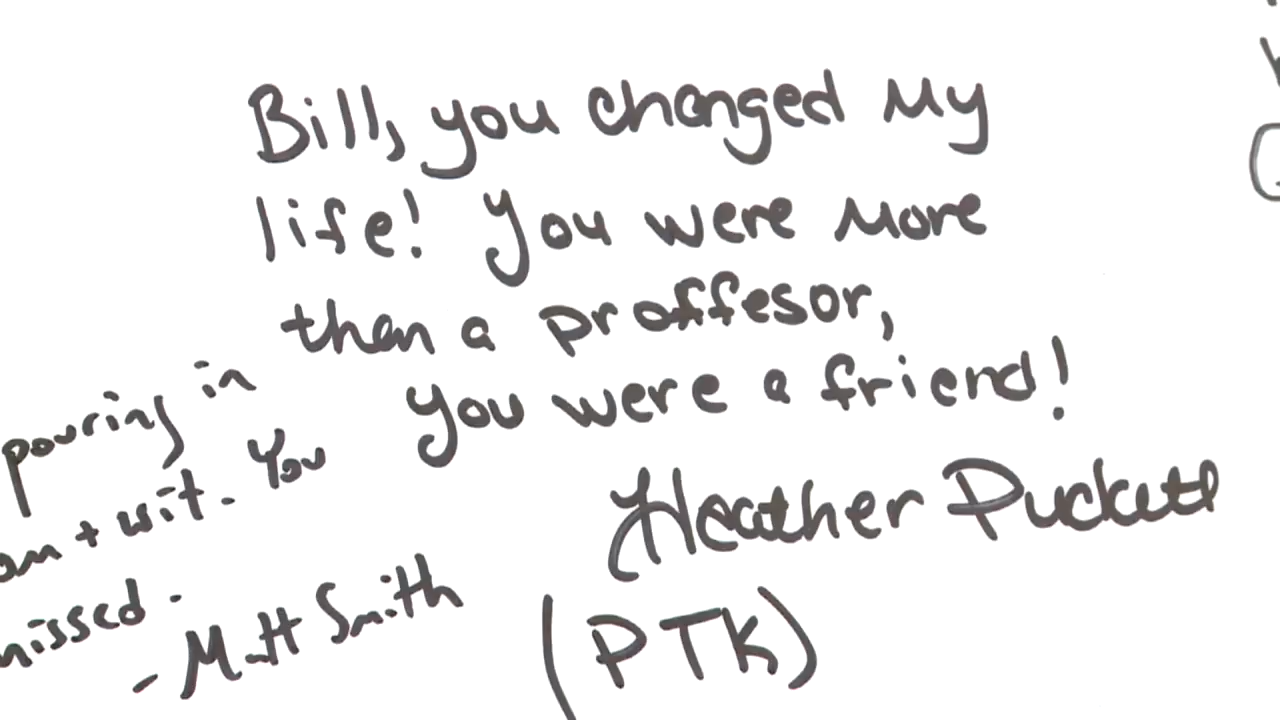 Bill, you changed My
life! You were More
then a proffesor,
you were a friend!
Heather Puckett
(PTK)
pouring in
+ wit. You
missed.
- Matt Smith